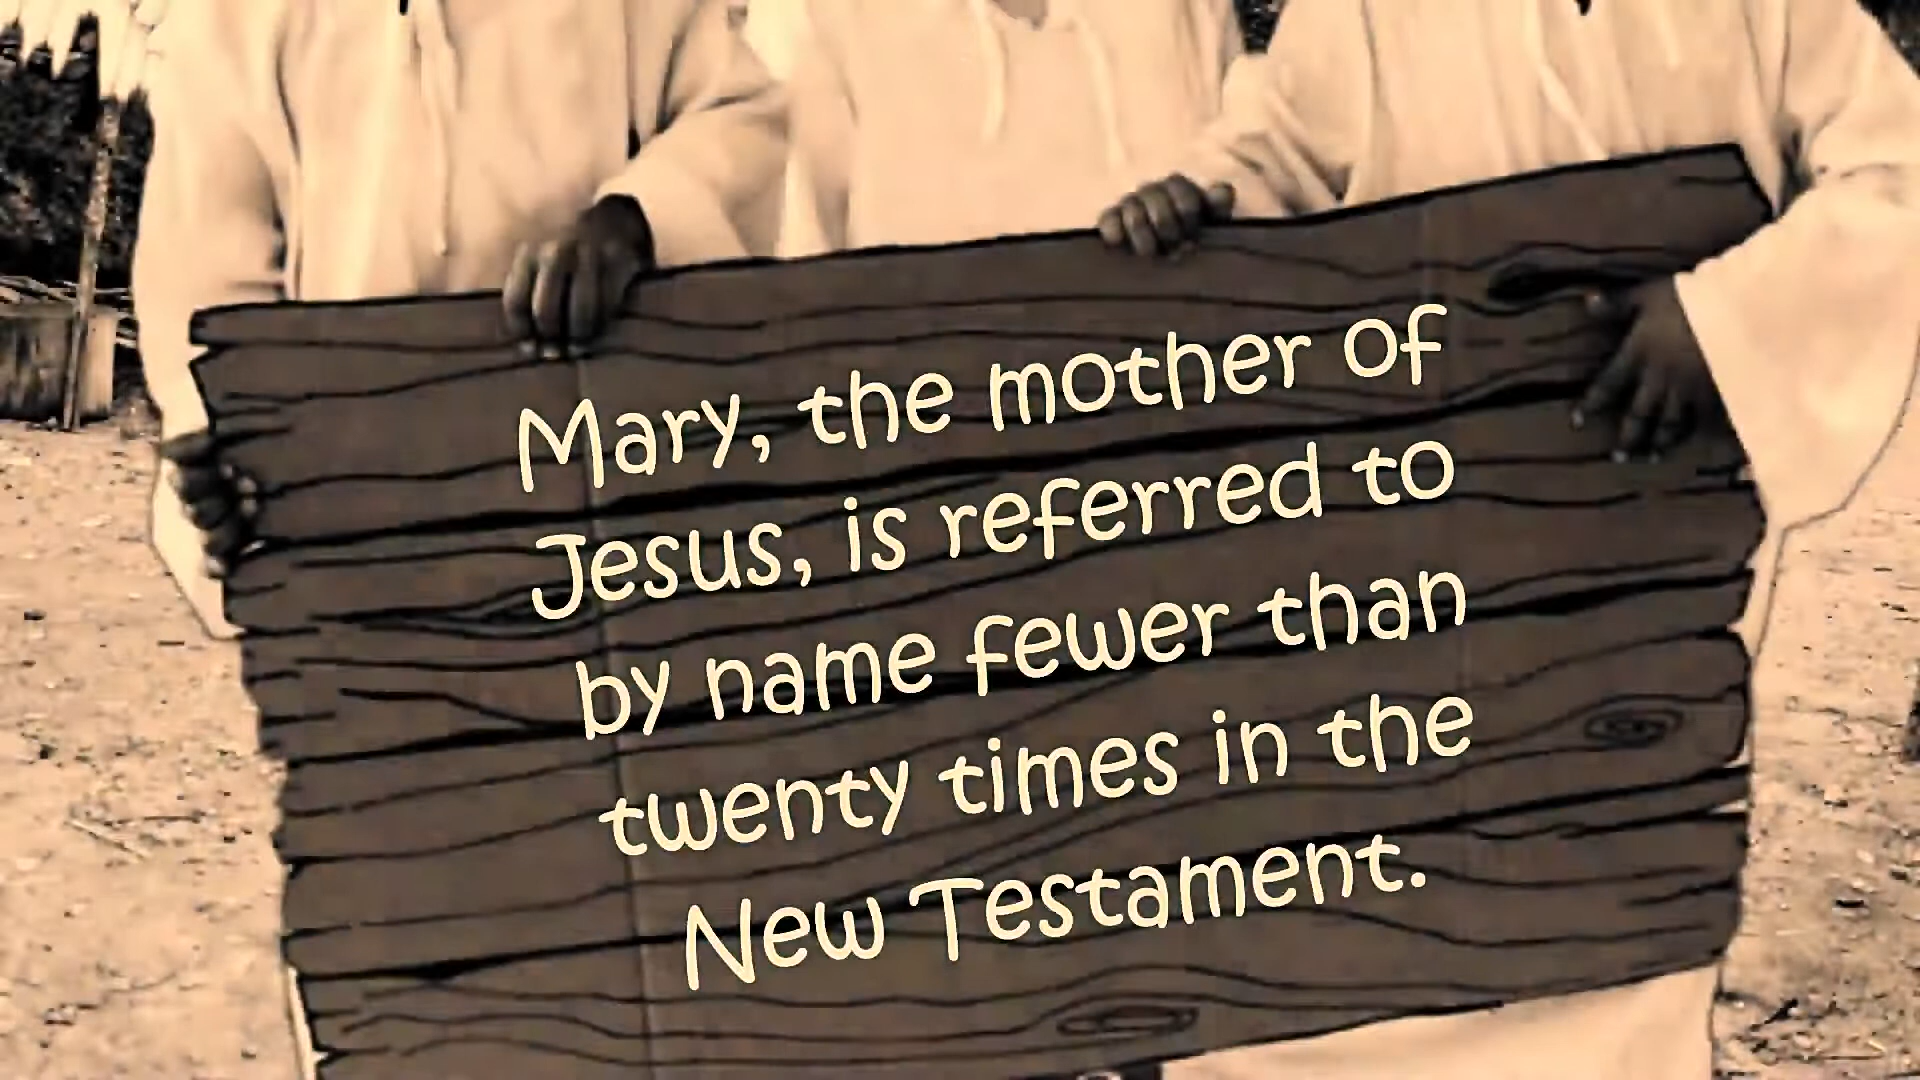 Mary, the mother of
Jesus, is referred to
by name fewer than
twenty times in the
New Testament.